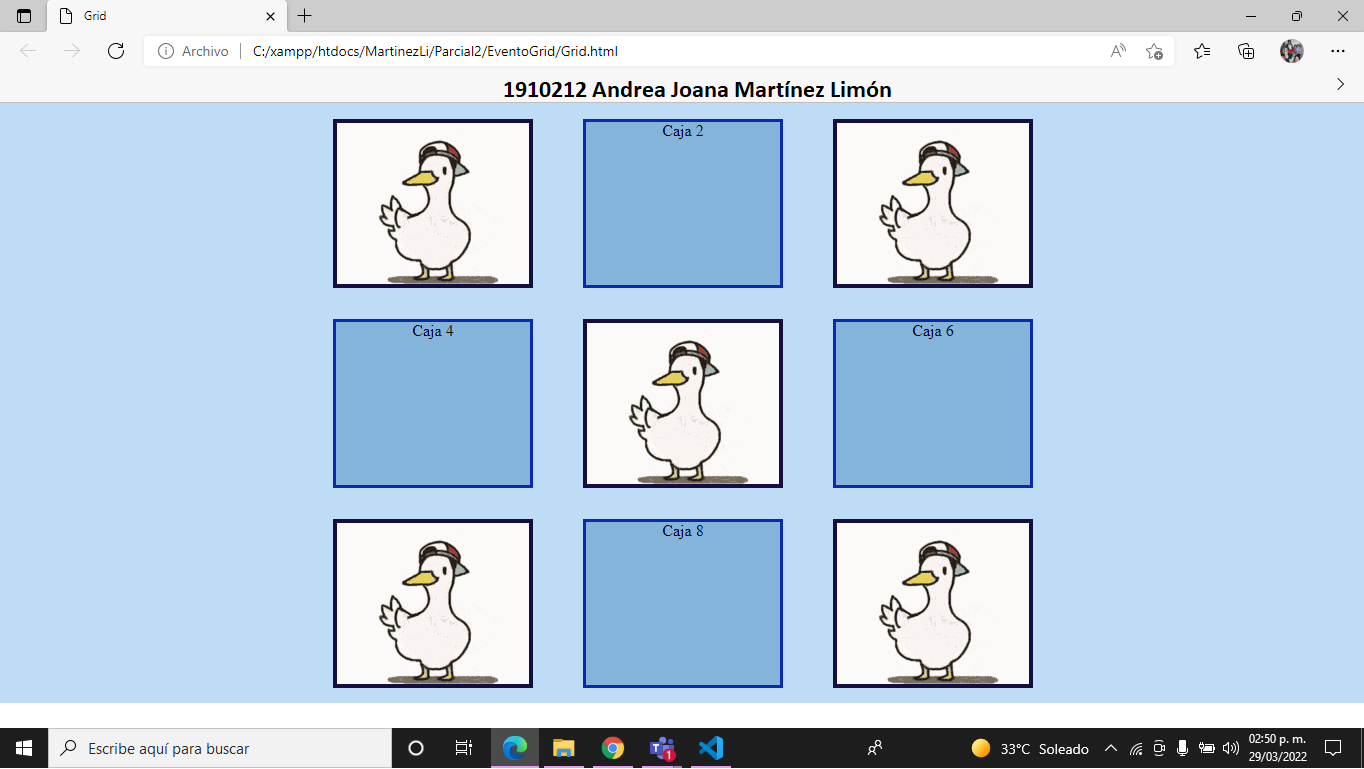 Grid
Archivo
C:/xampp/htdocs/MartinezLi/Parcial2/EventoGrid/Grid.html
1910212 Andrea Joana Martínez Limón
Caja 2
Caja 4
Caja 6
Caja 8
Escribe aquí para buscar
1
33°C Soleado
02:50 p. m.
29/03/2022